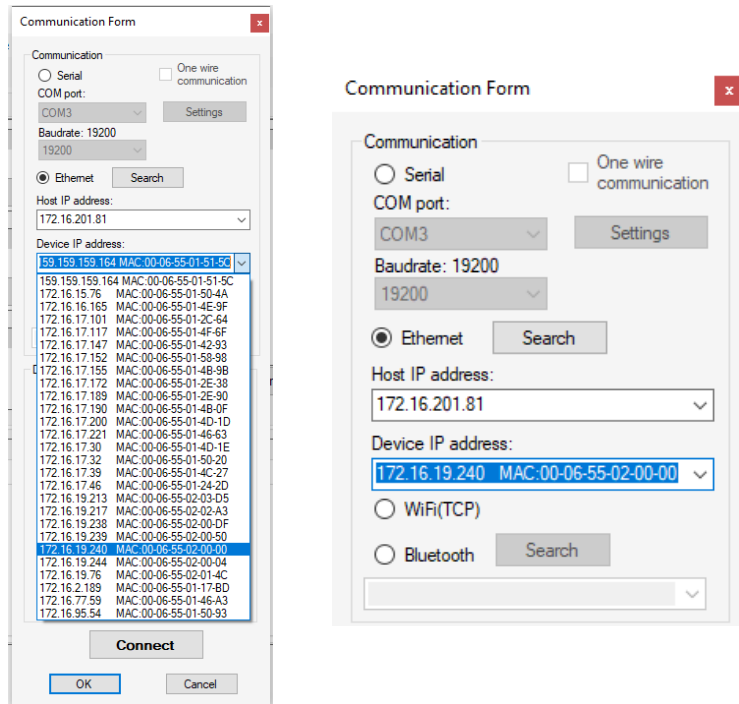 Communication Form
x
Communication
Serial
One wire
communication
COM port:
COM3
Settings
Baudrate: 19200
19200
Ethernet
Search
Host IP address:
172.16.201.81
Device IP address:
159.159.159.164 MAC:00-06-55-01-51-5C
159.159.159.164 MAC:00-06-55-01-51-5C
172.16.15.76 MAC:00-06-55-01-50-4A
172.16.16.165 MAC:00-06-55-01-4E-9F
172.16.17.101 MAC:00-06-55-01-2C-64
172.16.17.117 MAC:00-06-55-01-4F-6F
172.16.17.147 MAC:00-06-55-01-42-93
172.16.17.152 MAC:00-06-55-01-58-98
172.16.17.155 MAC:00-06-55-01-4B-9B
172.16.17.172 MAC:00-06-55-01-2E-38
172.16.17.189 MAC:00-06-55-01-2E-90
172.16.17.190 MAC:00-06-55-01-4B-0F
172.16.17.200 MAC:00-06-55-01-4D-1D
172.16.17.221 MAC:00-06-55-01-46-63
172.16.17.30 MAC:00-06-55-01-4D-1E
172.16.17.32 MAC:00-06-55-01-50-20
172.16.17.39 MAC:00-06-55-01-4C-27
172.16.17.46 MAC:00-06-55-01-24-2D
172.16.19.213 MAC:00-06-55-02-03-D5
172.16.19.217 MAC:00-06-55-02-02-A3
172.16.19.238 MAC:00-06-55-02-00-DF
172.16.19.239 MAC:00-06-55-02-00-50
172.16.19.240 MAC:00-06-55-02-00-00
172.16.19.244 MAC:00-06-55-02-00-04
172.16.19.76 MAC:00-06-55-02-01-4C
172.16.2.189 MAC:00-06-55-01-17-BD
172.16.77.59 MAC:00-06-55-01-46-A3
172.16.95.54 MAC:00-06-55-01-50-93
Connect
OK
Cancel
Communication Form
x
Communication
Serial
One wire
communication
COM port:
COM3
Settings
Baudrate: 19200
19200
Ethernet
Search
Host IP address:
172.16.201.81
Device IP address:
172.16.19.240 MAC:00-06-55-02-00-00
WiFi(TCP)
Bluetooth
Search